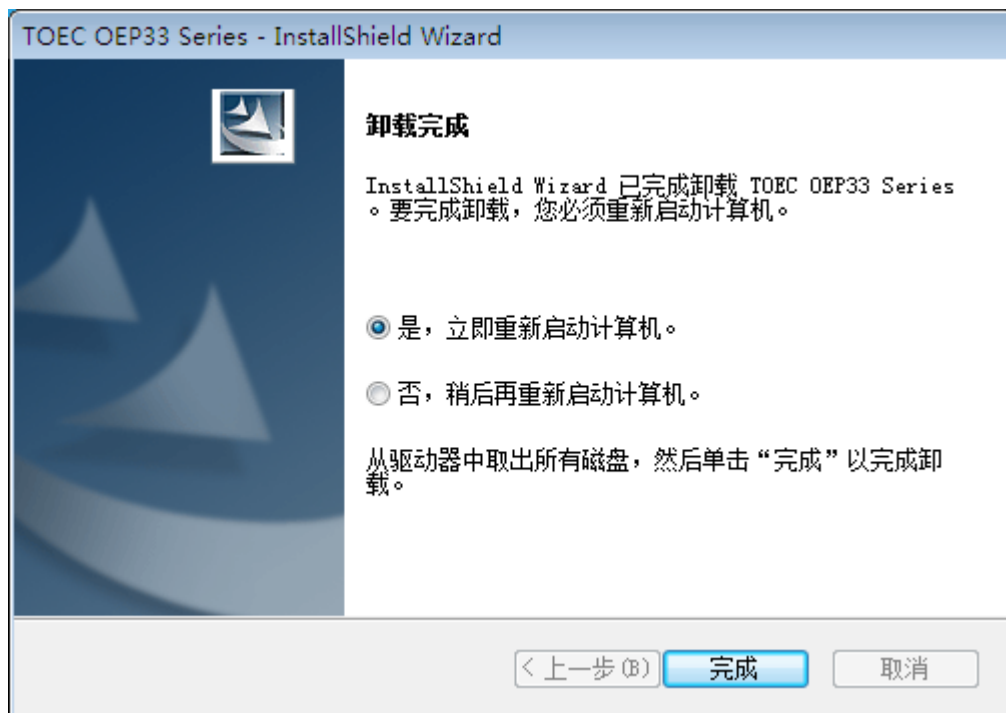 TOEC OEP33 Series - InstallShield Wizard
卸载完成
InstallShield Wizard 已完成卸载 TOEC OEP33 Series
。要完成卸载，您必须重新启动计算机。
是，立即重新启动计算机。
否，稍后再重新启动计算机。
从驱动器中取出所有磁盘，然后单击“完成”以完成卸
载。
< 上一步(B)
完成
取消